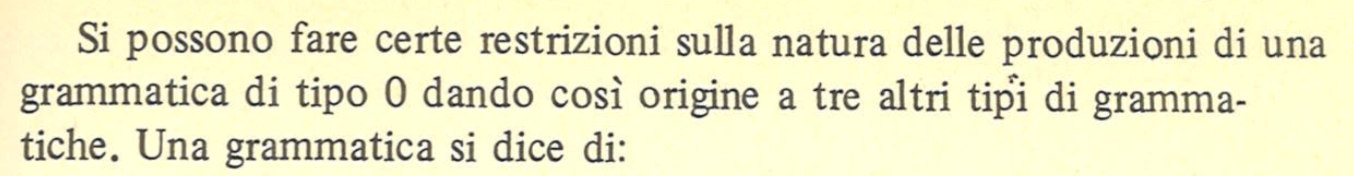 Si possono fare certe restrizioni sulla natura delle produzioni di una
grammatica di tipo 0 dando così origine a tre altri tipi di gramma-
tiche. Una grammatica si dice di: